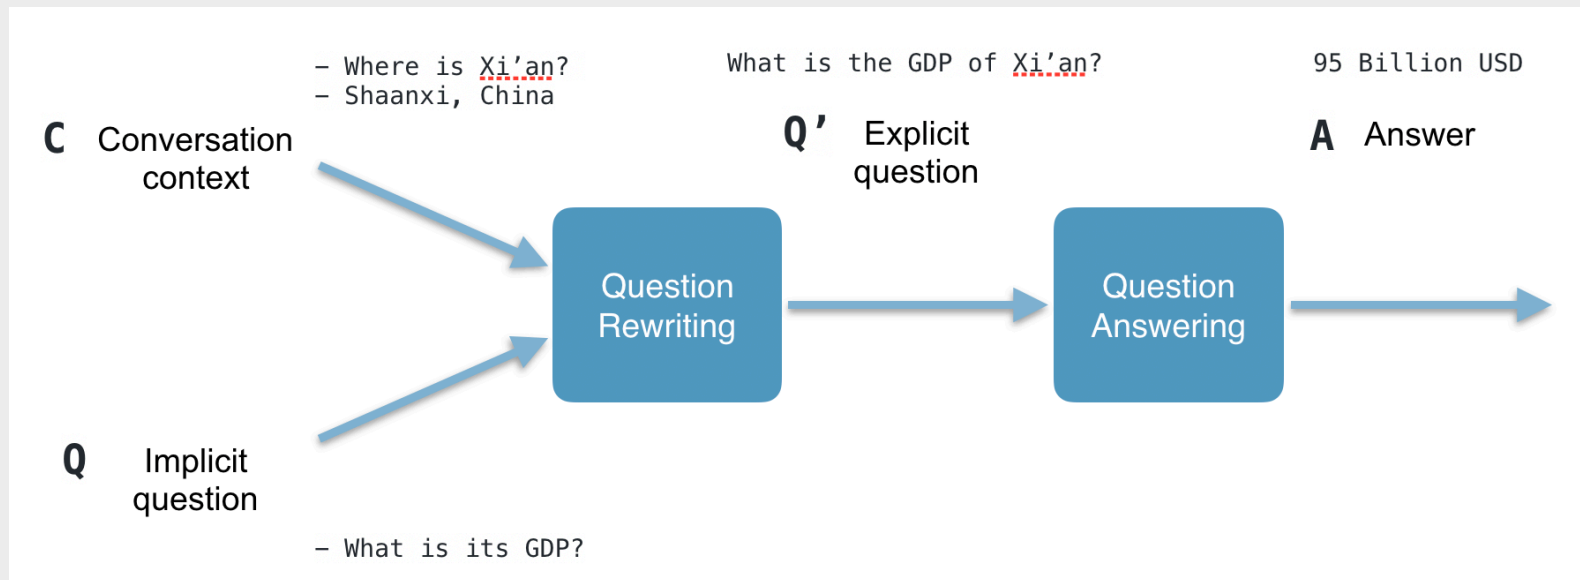 – Where is Xi’an?
– Shaanxi, China
What is the GDP of Xi’an?
95 Billion USD
C Conversation
context
Q’ Explicit
question
A Answer
Question
Rewriting
Question
Answering
Q Implicit
question
– What is its GDP?